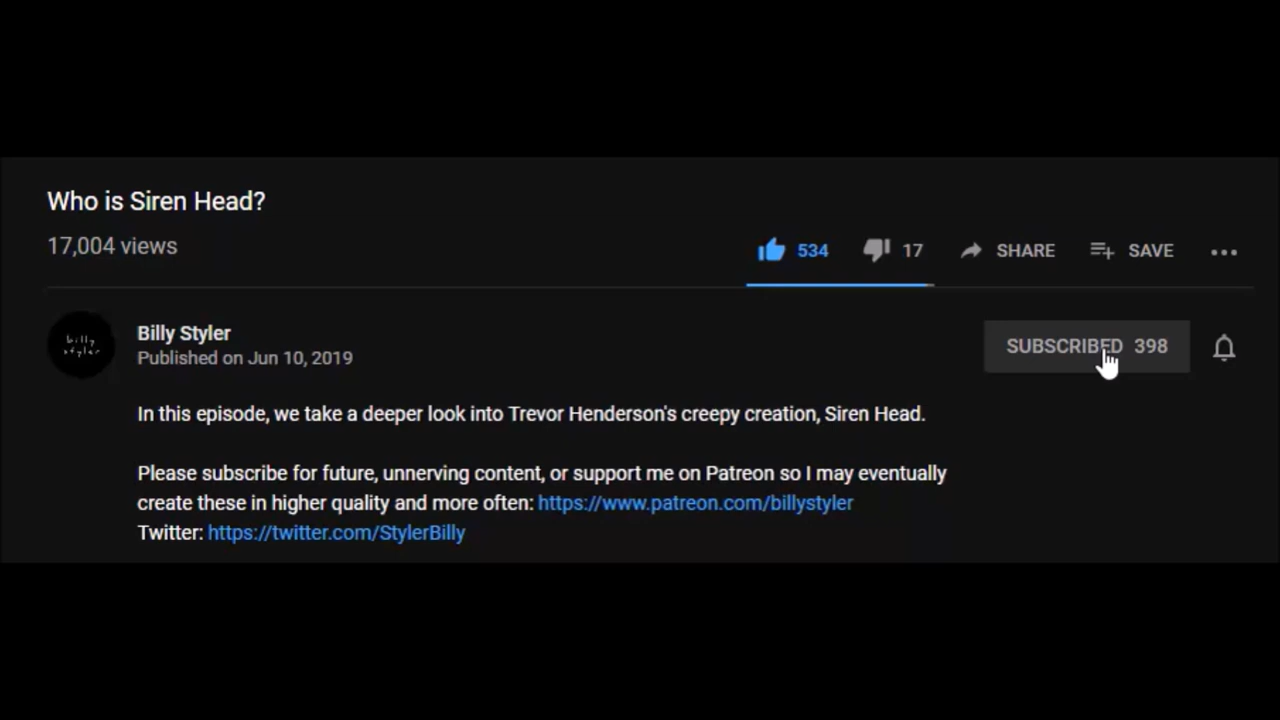 Who is Siren Head?
17,004 views
534 17 SHARE SAVE
billy
styler
Billy Styler
Published on Jun 10, 2019
SUBSCRIBED 398
In this episode, we take a deeper look into Trevor Henderson's creepy creation, Siren Head.
Please subscribe for future, unnerving content, or support me on Patreon so I may eventually
create these in higher quality and more often: https://www.patreon.com/billystyler
Twitter: https://twitter.com/StylerBilly